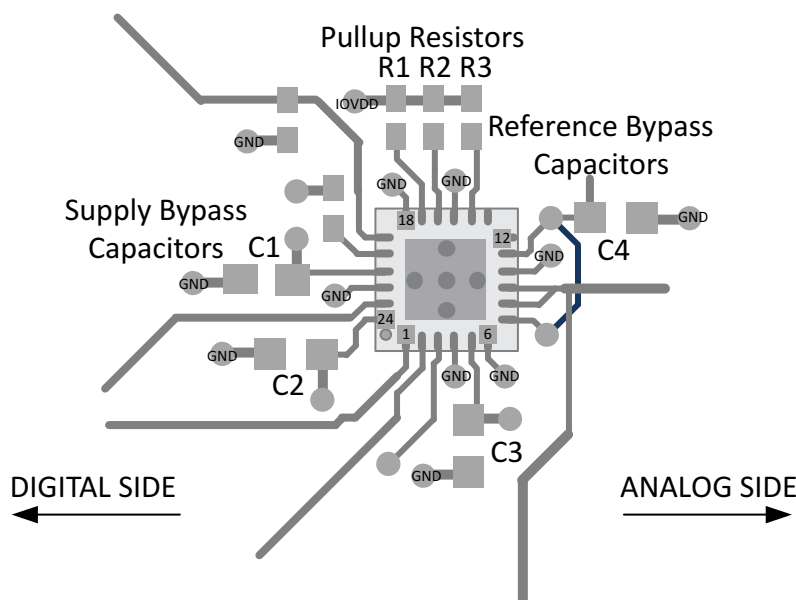 Pullup Resistors
R1 R2 R3
IOVDD
Reference Bypass
Capacitors
GND
GND
GND
18
Supply Bypass
Capacitors
C1
12
GND
C4
GND
GND
GND
24
1
6
GND
C2
GND
GND
C3
GND
DIGITAL SIDE
ANALOG SIDE